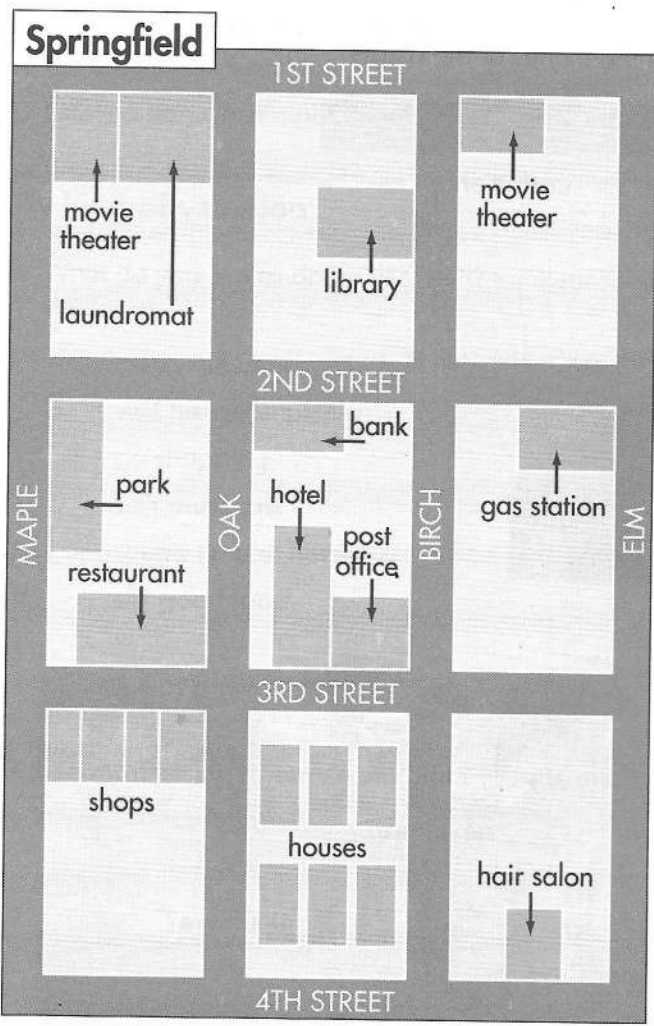 Springfield
1ST STREET
movie
theater
laundromat
library
movie
theater
2ND STREET
MAPLE
park
restaurant
OAK
bank
hotel
post
office
BIRCH
gas station
ELM
3RD STREET
shops
houses
hair salon
4TH STREET